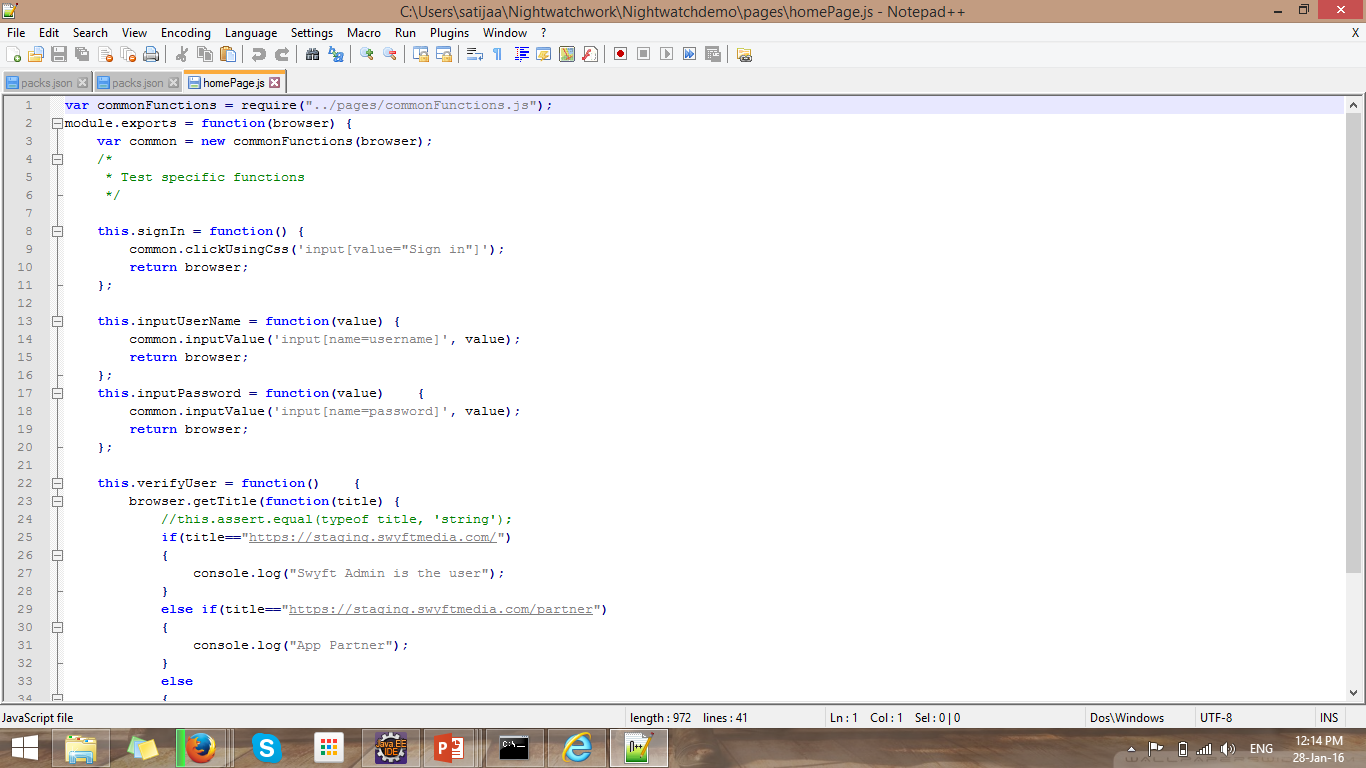 C:\Users\satijaa\Nightwatchwork\Nightwatchdemo\pages\homePage.js - Notepad++
File Edit Search View Encoding Language Settings Macro Run Plugins Window ? X
packs.json packs.json homePage.js
1 var commonFunctions = require("../pages/commonFunctions.js");
2 module.exports = function(browser) {
3 var common = new commonFunctions(browser);
4 /*
5 * Test specific functions
6 */
7
8 this.signIn = function() {
9 common.clickUsingCss('input[value="Sign in"]');
10 return browser;
11 };
12
13 this.inputUserName = function(value) {
14 common.inputValue('input[name=username]', value);
15 return browser;
16 };
17 this.inputPassword = function(value) {
18 common.inputValue('input[name=password]', value);
19 return browser;
20 };
21
22 this.verifyUser = function() {
23 browser.getTitle(function(title) {
24 //this.assert.equal(typeof title, 'string');
25 if(title=="https://staging.swyftmedia.com/")
26 {
27 console.log("Swyft Admin is the user");
28 }
29 else if(title=="https://staging.swyftmedia.com/partner")
30 {
31 console.log("App Partner");
32 }
33 else
34 {
JavaScript file length : 972 lines : 41 Ln : 1 Col : 1 Sel : 0 | 0 Dos\Windows UTF-8 INS
Java EE
IDE
ENG 12:14 PM
28-Jan-16